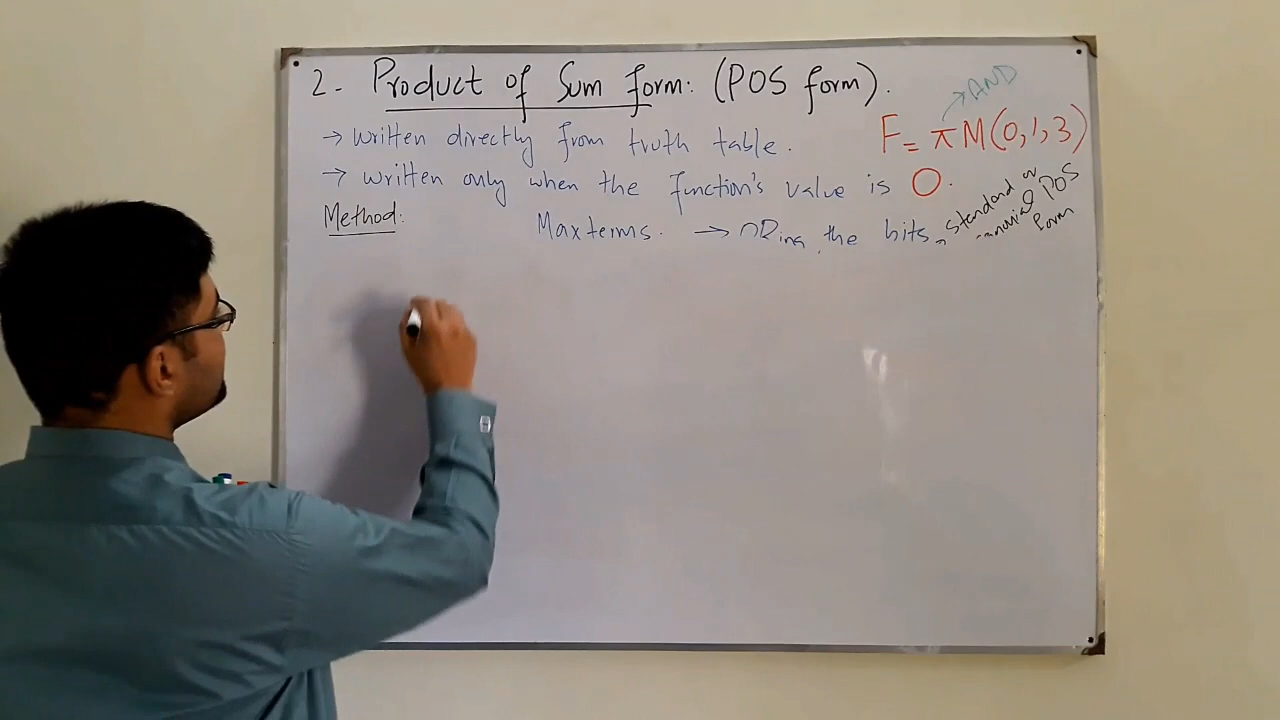 2- Product of Sum form: (POS form).
→ AND
→ written directly from truth table.
F = π M(0,1,3)
→ written only when the function's value is 0.
Method:
Maxterms. → ORing the bits
standard or
POS
form